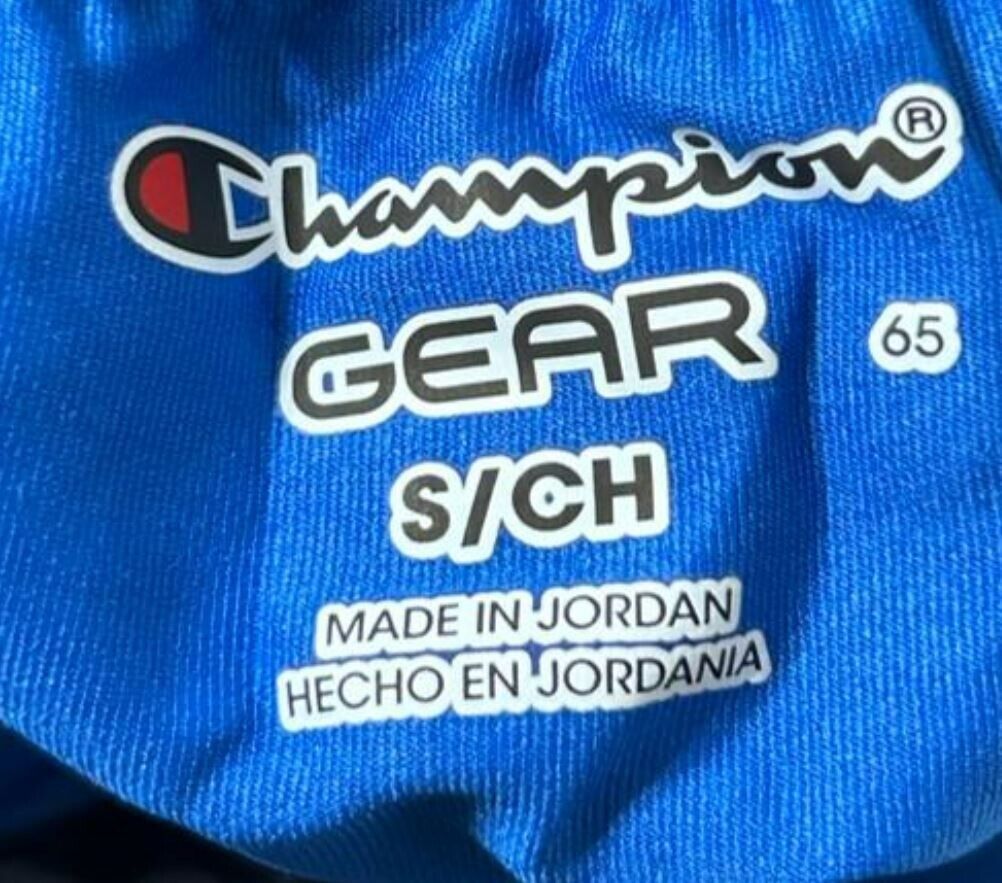 Champion®
GEAR
65
S/CH
MADE IN JORDAN
HECHO EN JORDANIA